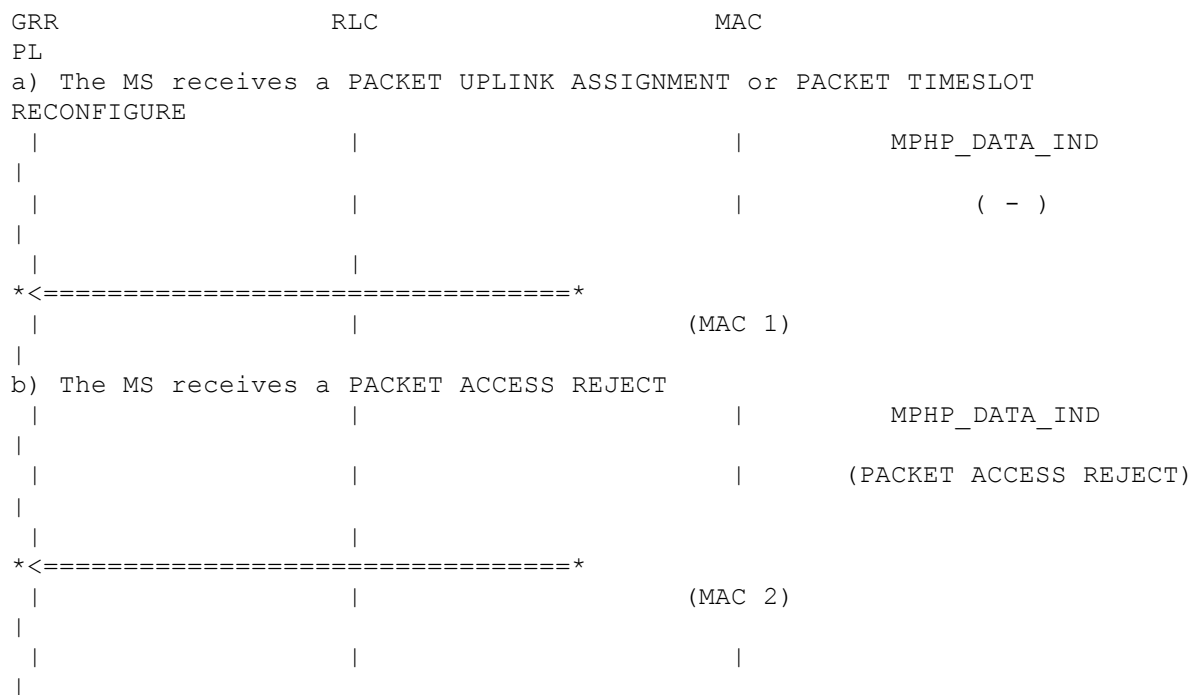 GRR                 RLC                     MAC
PL
a) The MS receives a PACKET UPLINK ASSIGNMENT or PACKET TIMESLOT
RECONFIGURE
 |                   |                       |         MPHP_DATA_IND
|
 |                   |                       |              ( - )
|
 |                   |
*<=================================*
 |                   |                    (MAC 1)
|
b) The MS receives a PACKET ACCESS REJECT
 |                   |                       |         MPHP_DATA_IND
|
 |                   |                       |      (PACKET ACCESS REJECT)
|
 |                   |
*<=================================*
 |                   |                    (MAC 2)
|
 |                   |                       |
|